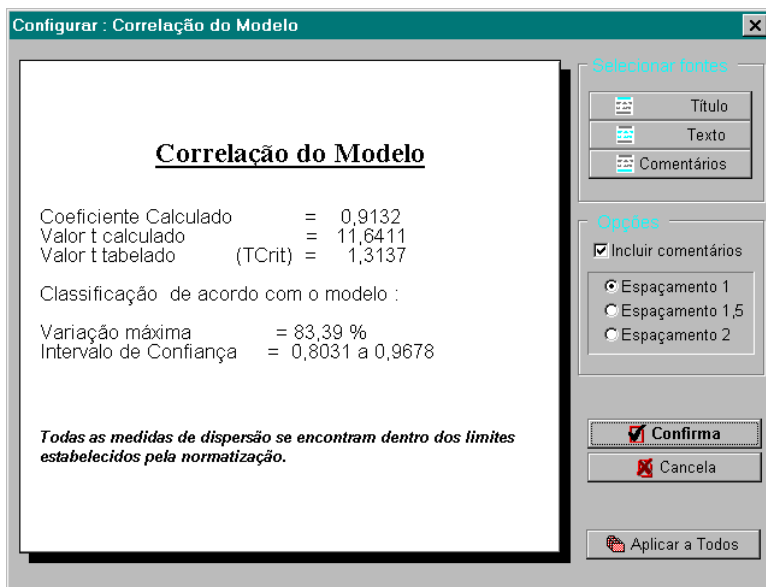 Configurar : Correlação do Modelo
Correlação do Modelo
Coeficiente Calculado = 0,9132
Valor t calculado = 11,6411
Valor t tabelado (TCrit) = 1,3137
Classificação de acordo com o modelo :
Variação máxima = 83,39 %
Intervalo de Confiança = 0,8031 a 0,9678
Todas as medidas de dispersão se encontram dentro dos limites
estabelecidos pela normatização.
Selecionar fontes
Título
Texto
Comentários
Opções
Incluir comentários
Espaçamento 1
Espaçamento 1,5
Espaçamento 2
Confirma
Cancela
Aplicar a Todos